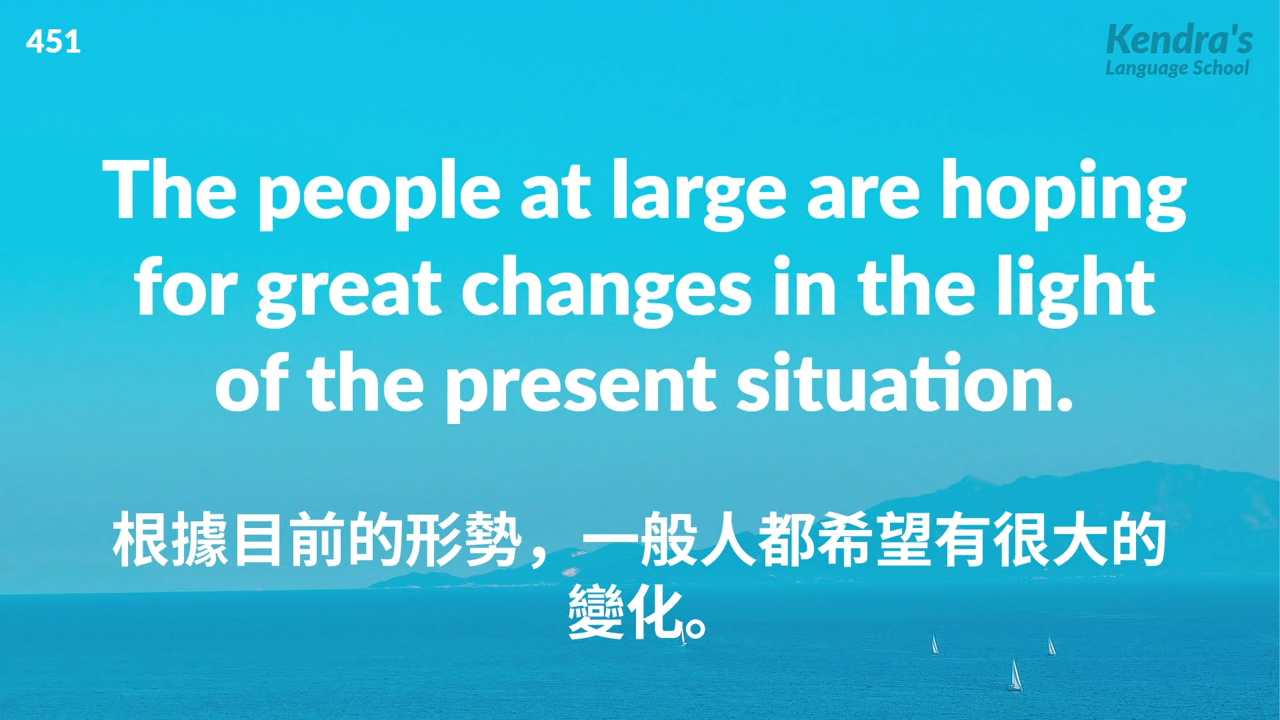 451
Kendra's
Language School
The people at large are hoping
for great changes in the light
of the present situation.
根據目前的形勢，一般人都希望有很大的
變化。